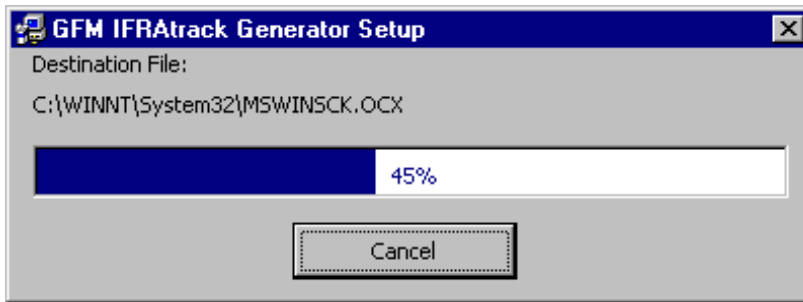 GFM IFRAtrack Generator Setup
Destination File:
C:\WINNT\System32\MSWINSCK.OCX
45%
Cancel